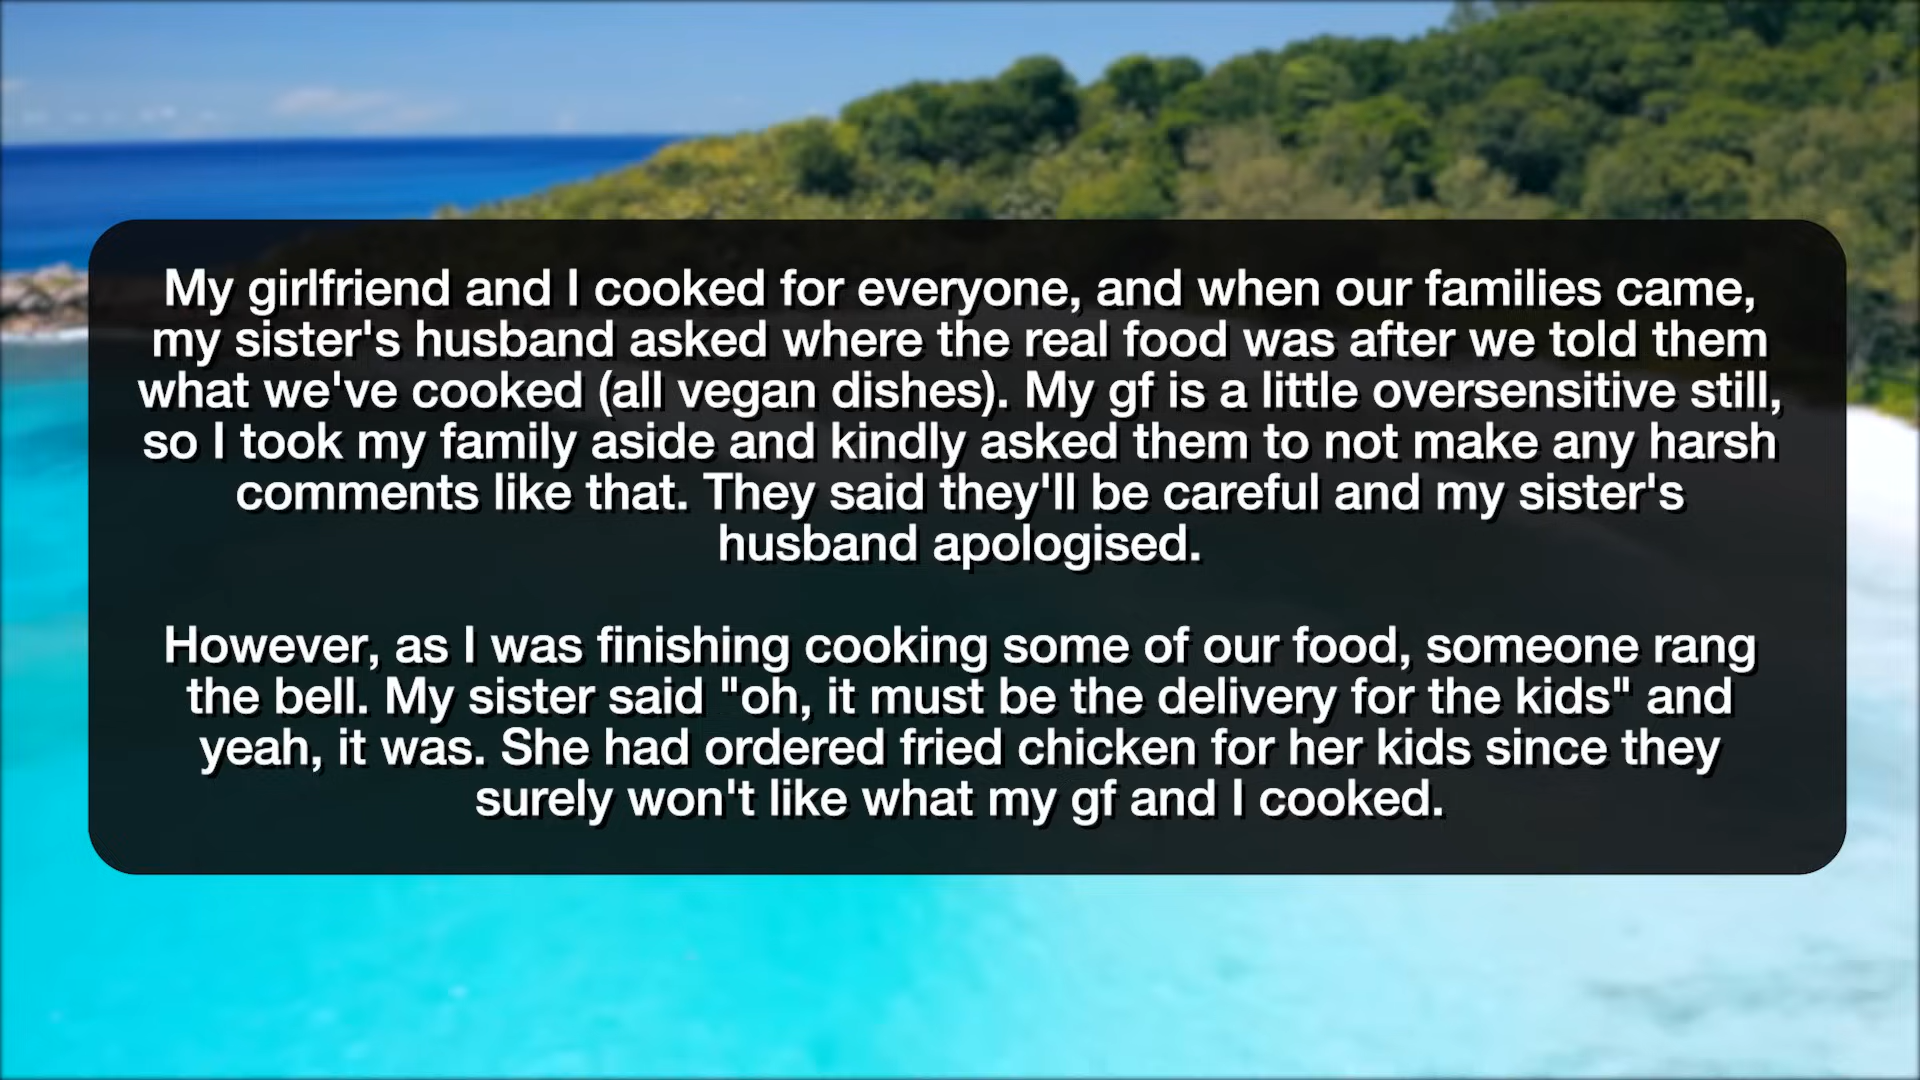 My girlfriend and I cooked for everyone, and when our families came,
my sister's husband asked where the real food was after we told them
what we've cooked (all vegan dishes). My gf is a little oversensitive still,
so I took my family aside and kindly asked them to not make any harsh
comments like that. They said they'll be careful and my sister's
husband apologised.
However, as I was finishing cooking some of our food, someone rang
the bell. My sister said "oh, it must be the delivery for the kids" and
yeah, it was. She had ordered fried chicken for her kids since they
surely won't like what my gf and I cooked.